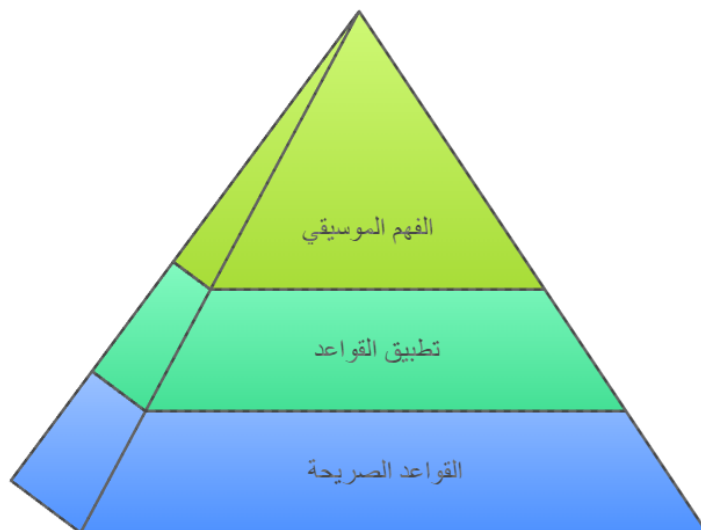 الفهم الموسيقي
تطبيق القواعد
القواعد الصريحة